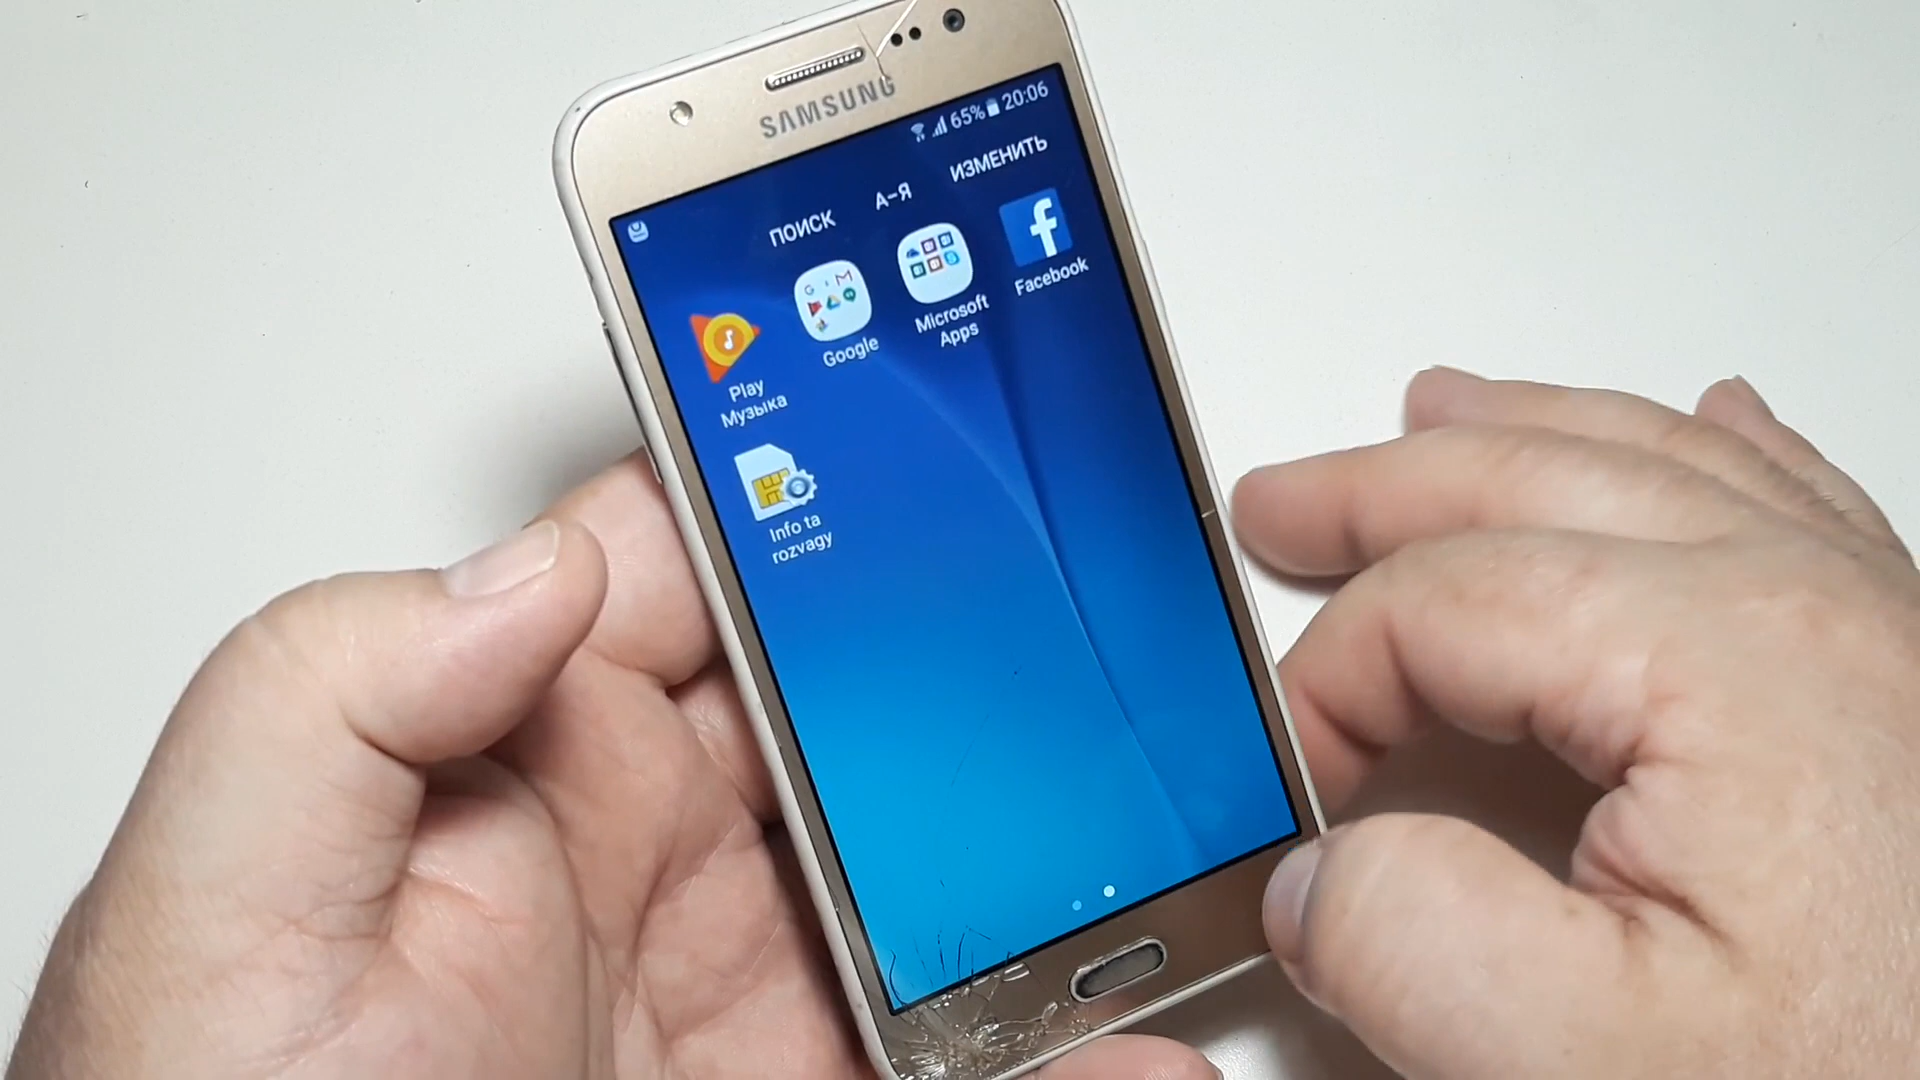 SAMSUNG
65% 20:06
ПОИСК
А-Я
ИЗМЕНИТЬ
Play
Музыка
Google
Microsoft
Apps
Facebook
Info ta
rozvagy